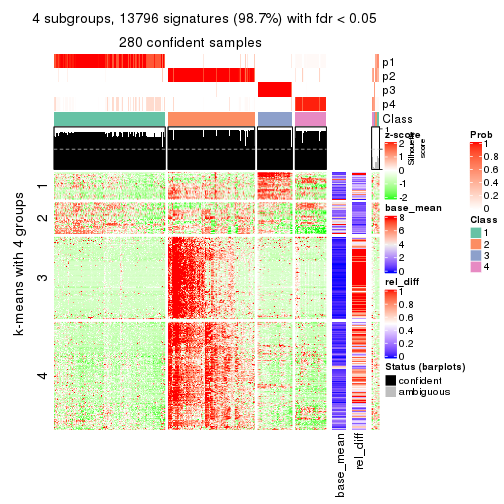 4 subgroups, 13796 signatures (98.7%) with fdr < 0.05
280 confident samples
p1
p2
p3
p4
Class
1
Silhouette
score
k-means with 4 groups
1
2
3
4
base_mean
rel_diff
z-score
2
1
0
-1
-2
base_mean
8
6
4
2
0
rel_diff
1
0.8
0.6
0.4
0.2
0
Status (barplots)
confident
ambiguous
Prob
1
0.8
0.6
0.4
0.2
0
Class
1
2
3
4